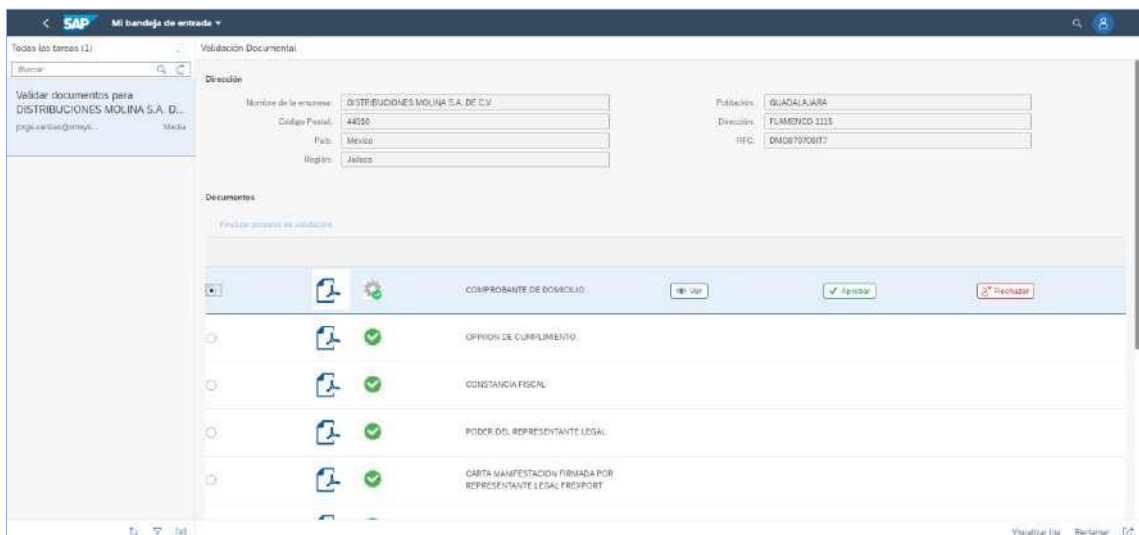 SAP Mi bandeja de entrada
Todas las tareas (1)
Buscar
Validar documentos para
DISTRIBUCIONES MOLINA S.A. D...
Media
Validación Documental
Dirección
Nombre de la empresa: DISTRIBUCIONES MOLINA S.A. DE C.V.
Código Postal:
País: México
Región: Jalisco
Población: GUADALAJARA
Dirección: FLAMENCO 1115
RFC:
Documentos
Finalizar proceso de validación
COMPROBANTE DE DOMICILIO
Ver
Aprobar
Rechazar
OPINION DE CUMPLIMIENTO
CONSTANCIA FISCAL
PODER DEL REPRESENTANTE LEGAL
CARTA MANIFESTACION FIRMADA POR
REPRESENTANTE LEGAL FREXPORT
Visualizar log
Reclamar